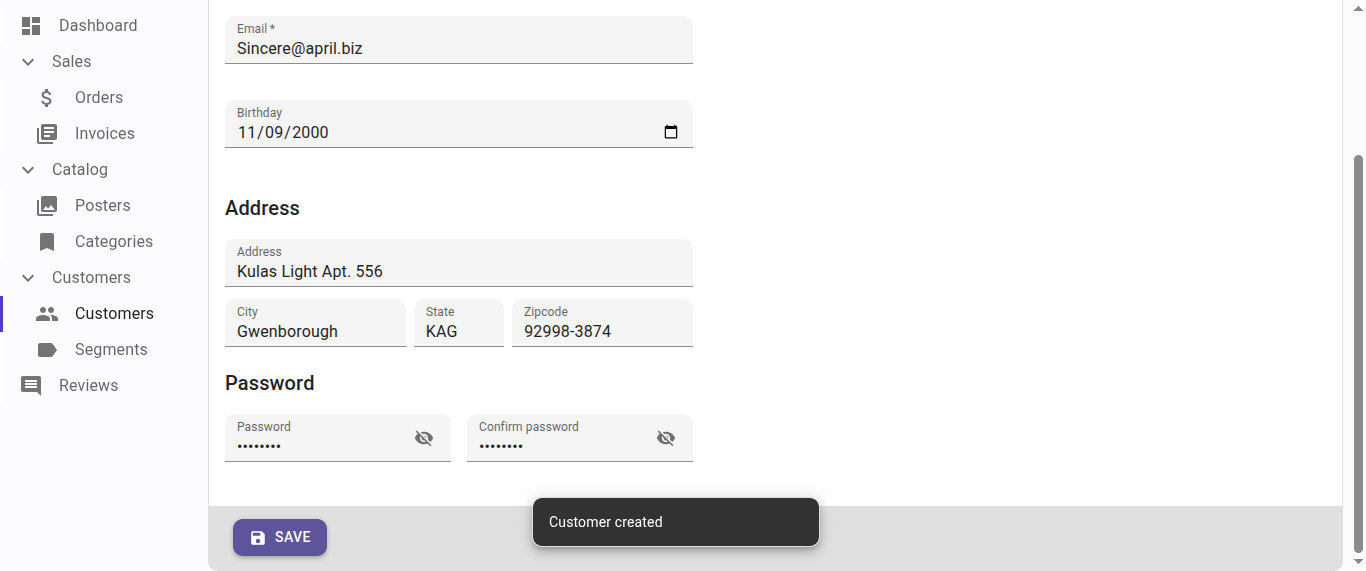 Dashboard
Sales
Orders
Invoices
Catalog
Posters
Categories
Customers
Customers
Segments
Reviews
Email *
Sincere@april.biz
Birthday
11/09/2000
Address
Address
Kulas Light Apt. 556
City
Gwenborough
State
KAG
Zipcode
92998-3874
Password
Password
••••••••
Confirm password
••••••••
SAVE
Customer created